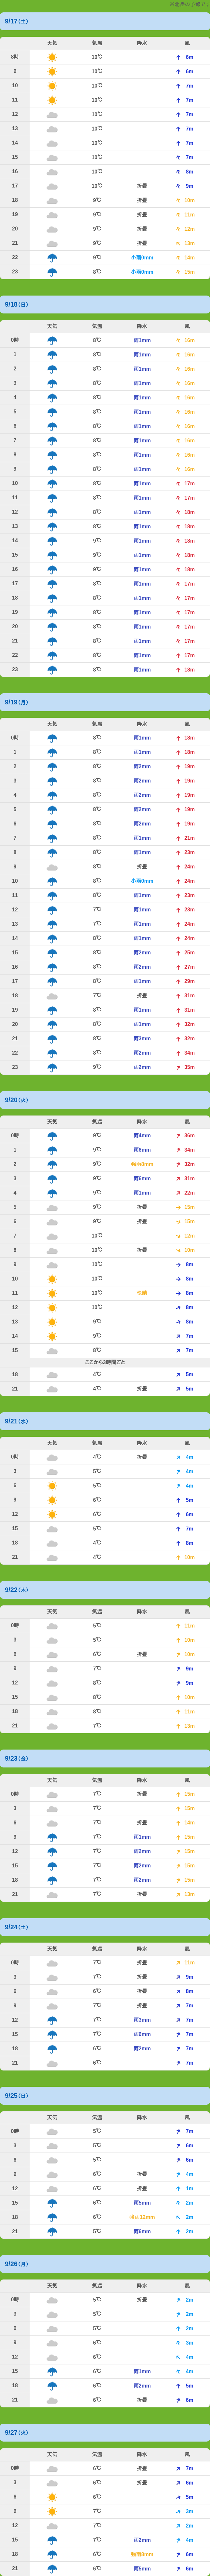 の予報です
9/17(土)
天気 気温 降水 風
8時 10℃ 6m
9 10℃ 6m
10 10℃ 7m
11 10℃ 7m
12 10℃ 7m
13 10℃ 7m
14 10℃ 7m
15 10℃ 7m
16 10℃ 8m
17 10℃ 折畳 9m
18 9℃ 折畳 10m
19 9℃ 折畳 11m
20 9℃ 折畳 12m
21 9℃ 折畳 13m
22 9℃ 小雨0mm 14m
23 8℃ 小雨0mm 15m
9/18(日)
天気 気温 降水 風
0時 8℃ 雨1mm 16m
1 8℃ 雨1mm 16m
2 8℃ 雨1mm 16m
3 8℃ 雨1mm 16m
4 8℃ 雨1mm 16m
5 8℃ 雨1mm 16m
6 8℃ 雨1mm 16m
7 8℃ 雨1mm 16m
8 8℃ 雨1mm 16m
9 8℃ 雨1mm 16m
10 8℃ 雨1mm 17m
11 8℃ 雨1mm 17m
12 8℃ 雨1mm 18m
13 8℃ 雨1mm 18m
14 9℃ 雨1mm 18m
15 9℃ 雨1mm 18m
16 9℃ 雨1mm 18m
17 8℃ 雨1mm 17m
18 8℃ 雨1mm 17m
19 8℃ 雨1mm 17m
20 8℃ 雨1mm 17m
21 8℃ 雨1mm 17m
22 8℃ 雨1mm 17m
23 8℃ 雨1mm 18m
9/19(月)
天気 気温 降水 風
0時 8℃ 雨1mm 18m
1 8℃ 雨1mm 18m
2 8℃ 雨2mm 19m
3 8℃ 雨2mm 19m
4 8℃ 雨2mm 19m
5 8℃ 雨2mm 19m
6 8℃ 雨2mm 19m
7 8℃ 雨1mm 21m
8 8℃ 雨1mm 23m
9 8℃ 折畳 24m
10 8℃ 小雨0mm 24m
11 8℃ 雨1mm 23m
12 7℃ 雨1mm 23m
13 7℃ 雨1mm 24m
14 8℃ 雨1mm 24m
15 8℃ 雨2mm 25m
16 8℃ 雨2mm 27m
17 8℃ 雨1mm 29m
18 7℃ 折畳 31m
19 8℃ 雨1mm 31m
20 8℃ 雨1mm 32m
21 8℃ 雨3mm 32m
22 8℃ 雨2mm 34m
23 9℃ 雨2mm 35m
9/20(火)
天気 気温 降水 風
0時 9℃ 雨4mm 36m
1 9℃ 雨6mm 34m
2 9℃ 強雨8mm 32m
3 9℃ 雨6mm 31m
4 9℃ 雨1mm 22m
5 9℃ 折畳 15m
6 9℃ 折畳 15m
7 10℃ 12m
8 10℃ 折畳 10m
9 10℃ 8m
10 10℃ 8m
11 10℃ 快晴 8m
12 10℃ 8m
13 9℃ 8m
14 9℃ 7m
15 8℃ 7m
ここから3時間ごと
18 4℃ 5m
21 4℃ 折畳 5m
9/21(水)
天気 気温 降水 風
0時 4℃ 折畳 4m
3 5℃ 4m
6 5℃ 4m
9 6℃ 5m
12 6℃ 6m
15 5℃ 7m
18 4℃ 8m
21 4℃ 10m
9/22(木)
天気 気温 降水 風
0時 5℃ 11m
3 5℃ 10m
6 6℃ 折畳 10m
9 7℃ 9m
12 8℃ 9m
15 8℃ 10m
18 8℃ 11m
21 7℃ 13m
9/23(金)
天気 気温 降水 風
0時 7℃ 折畳 15m
3 7℃ 15m
6 7℃ 折畳 14m
9 7℃ 雨1mm 15m
12 7℃ 雨2mm 15m
15 7℃ 雨2mm 15m
18 7℃ 雨2mm 15m
21 7℃ 折畳 13m
9/24(土)
天気 気温 降水 風
0時 7℃ 折畳 11m
3 7℃ 折畳 9m
6 6℃ 折畳 8m
9 7℃ 折畳 7m
12 7℃ 雨3mm 7m
15 7℃ 雨6mm 7m
18 6℃ 雨2mm 7m
21 6℃ 7m
9/25(日)
天気 気温 降水 風
0時 5℃ 7m
3 5℃ 6m
6 5℃ 6m
9 6℃ 折畳 4m
12 6℃ 折畳 1m
15 6℃ 雨5mm 2m
18 6℃ 強雨12mm 2m
21 5℃ 雨6mm 2m
9/26(月)
天気 気温 降水 風
0時 5℃ 折畳 2m
3 5℃ 2m
6 5℃ 2m
9 6℃ 3m
12 6℃ 4m
15 6℃ 雨1mm 4m
18 6℃ 雨2mm 5m
21 6℃ 折畳 6m
9/27(火)
天気 気温 降水 風
0時 6℃ 折畳 7m
3 6℃ 折畳 6m
6 6℃ 5m
9 7℃ 3m
12 7℃ 2m
15 7℃ 雨2mm 4m
18 6℃ 強雨8mm 6m
21 6℃ 雨5mm 6m